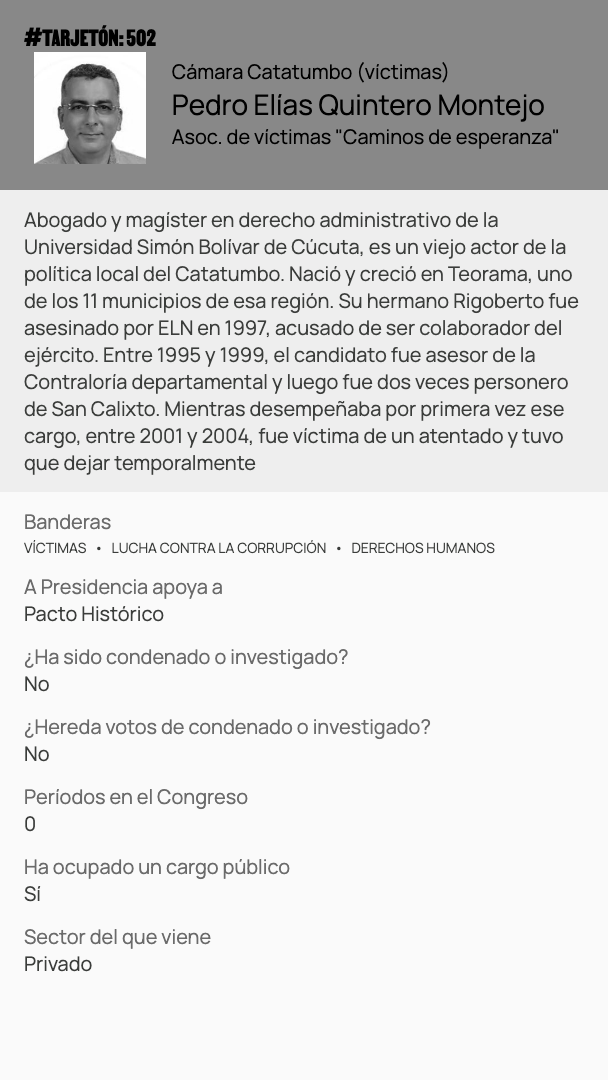 #TARJETÓN: 502
Cámara Catatumbo (víctimas)
Pedro Elías Quintero Montejo
Asoc. de víctimas "Caminos de esperanza"
Abogado y magíster en derecho administrativo de la
Universidad Simón Bolívar de Cúcuta, es un viejo actor de la
política local del Catatumbo. Nació y creció en Teorama, uno
de los 11 municipios de esa región. Su hermano Rigoberto fue
asesinado por ELN en 1997, acusado de ser colaborador del
ejército. Entre 1995 y 1999, el candidato fue asesor de la
Contraloría departamental y luego fue dos veces personero
de San Calixto. Mientras desempeñaba por primera vez ese
cargo, entre 2001 y 2004, fue víctima de un atentado y tuvo
que dejar temporalmente
Banderas
VÍCTIMAS • LUCHA CONTRA LA CORRUPCIÓN • DERECHOS HUMANOS
A Presidencia apoya a
Pacto Histórico
¿Ha sido condenado o investigado?
No
¿Hereda votos de condenado o investigado?
No
Períodos en el Congreso
0
Ha ocupado un cargo público
Sí
Sector del que viene
Privado